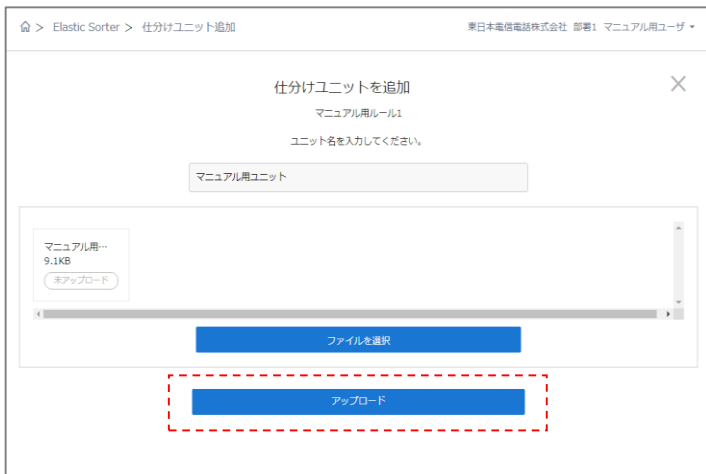 > Elastic Sorter > 仕分けユニット追加
東日本電信電話株式会社 部署1 マニュアル用ユーザ
仕分けユニットを追加
マニュアル用ルール1
ユニット名を入力してください。
マニュアル用ユニット
マニュアル用…
9.1KB
未アップロード
ファイルを選択
アップロード